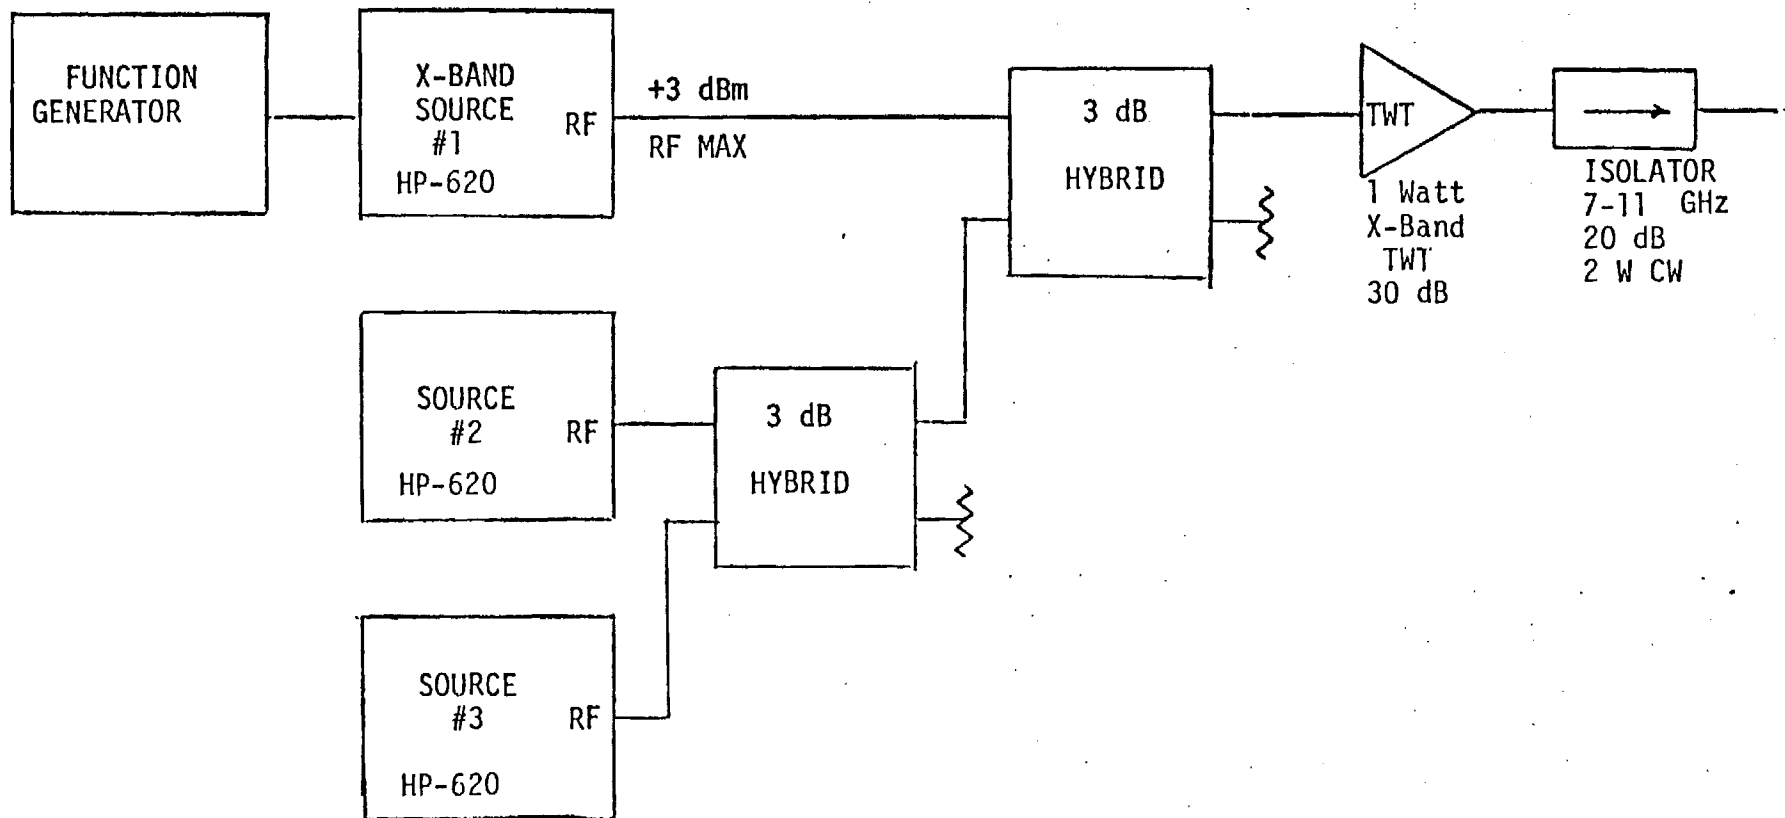 FUNCTION
GENERATOR
X-BAND
SOURCE
#1
RF
HP-620
+3 dBm
RF MAX
3 dB
HYBRID
TWT
1 Watt
X-Band
TWT
30 dB
ISOLATOR
7-11 GHz
20 dB
2 W CW
SOURCE
#2
RF
HP-620
3 dB
HYBRID
SOURCE
#3
RF
HP-620